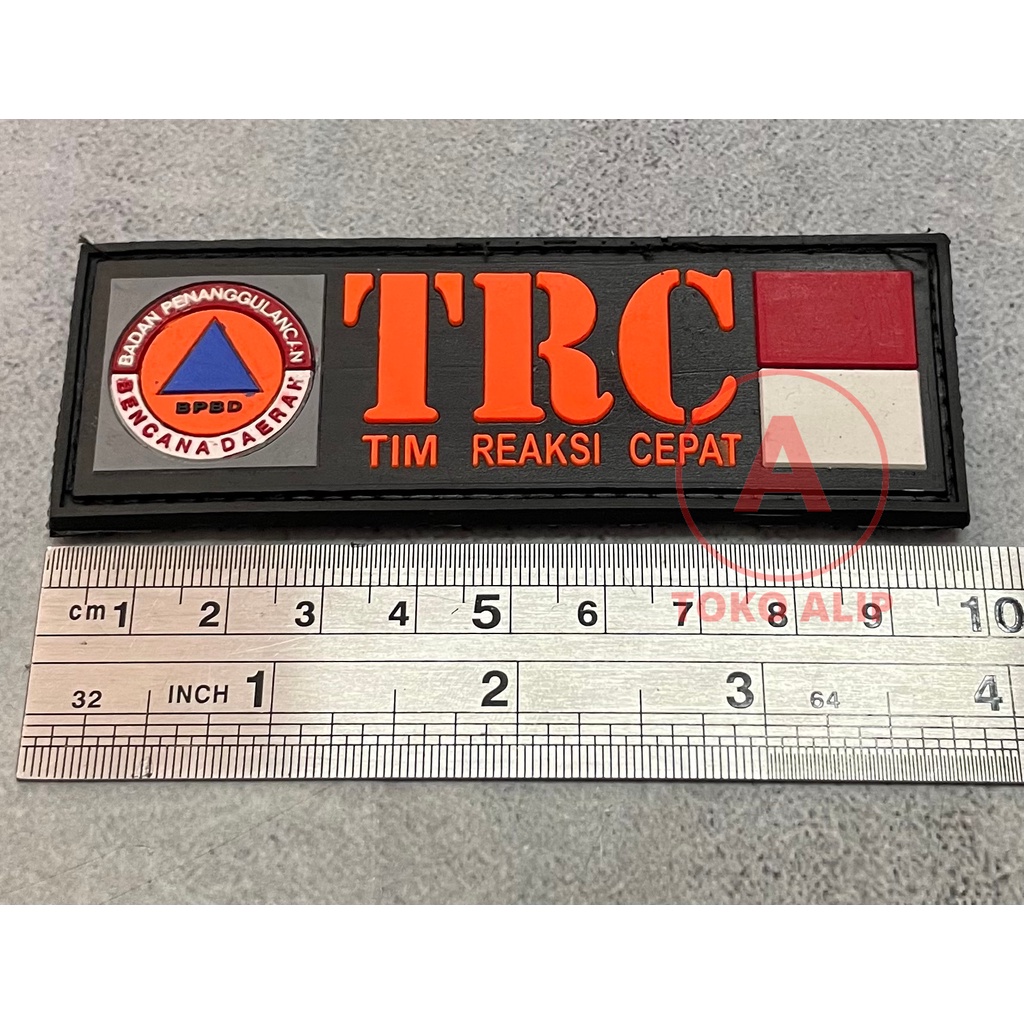 BADAN PENANGGULANGAN
BPBD
BENCANA DAERAH
TRC
TIM REAKSI CEPAT
A
TOKO ALIP
cm 1 2 3 4 5 6 7 8 9 10
32 INCH 1 2 3 64 4